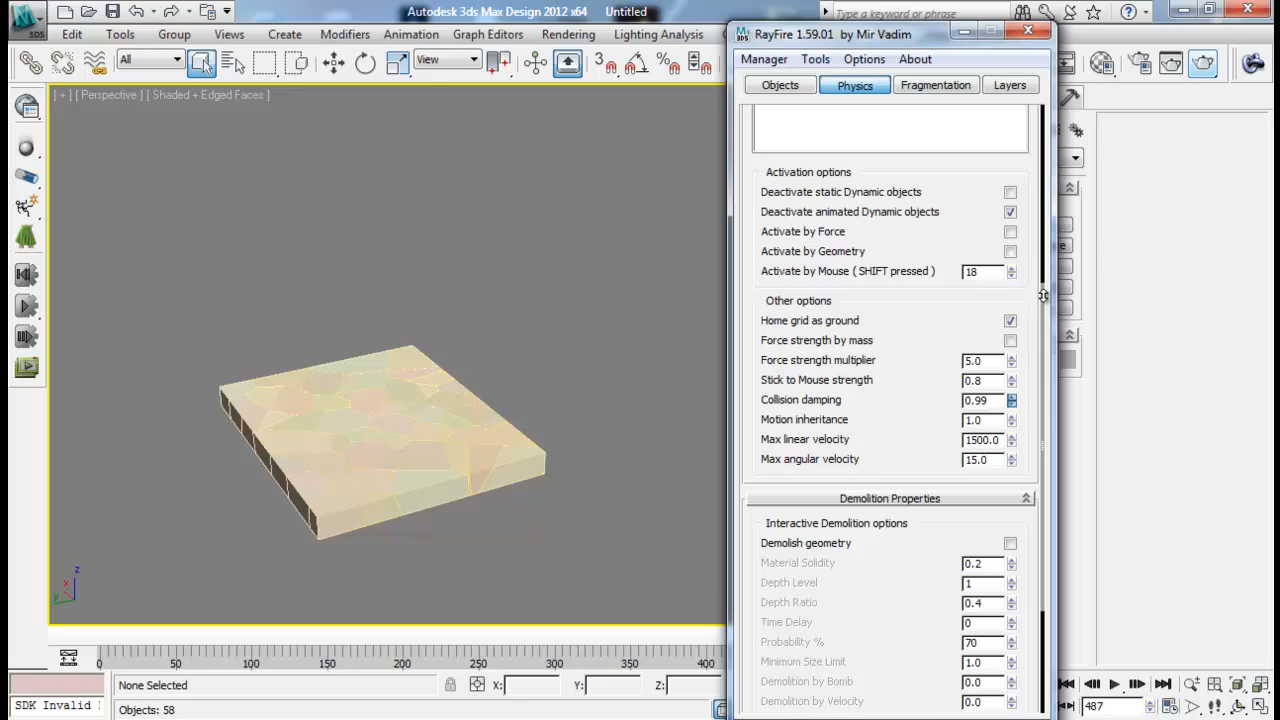 Autodesk 3ds Max Design 2012 x64    Untitled
Type a keyword or phrase
3DS
Edit Tools Group Views Create Modifiers Animation Graph Editors Rendering Lighting Analysis
All View
[ + ] [ Perspective ] [ Shaded + Edged Faces ]
RayFire 1.59.01  by Mir Vadim
Manager Tools Options About
Objects Physics Fragmentation Layers
Activation options
Deactivate static Dynamic objects
Deactivate animated Dynamic objects
Activate by Force
Activate by Geometry
Activate by Mouse ( SHIFT pressed ) 18
Other options
Home grid as ground
Force strength by mass
Force strength multiplier 5.0
Stick to Mouse strength 0.8
Collision damping 0.99
Motion inheritance 1.0
Max linear velocity 1500.0
Max angular velocity 15.0
Demolition Properties
Interactive Demolition options
Demolish geometry
Material Solidity 0.2
Depth Level 1
Depth Ratio 0.4
Time Delay 0
Probability % 70
Minimum Size Limit 1.0
Demolition by Bomb 0.0
Demolition by Velocity 0.0
z
x
y
0 50 100 150 200 250 300 350 400
None Selected X: Y: Z:
SDK Invalid Objects: 58 487